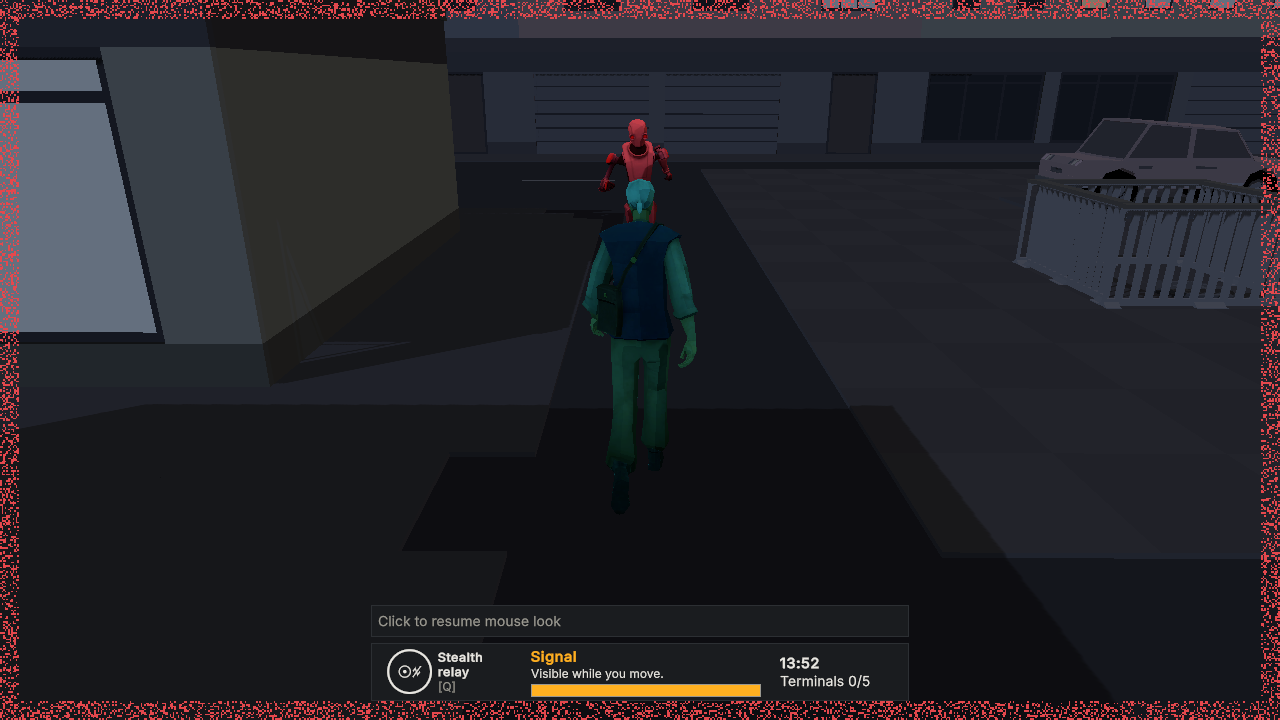 Click to resume mouse look
Stealth
relay
[Q]
Signal
Visible while you move.
13:52
Terminals 0/5